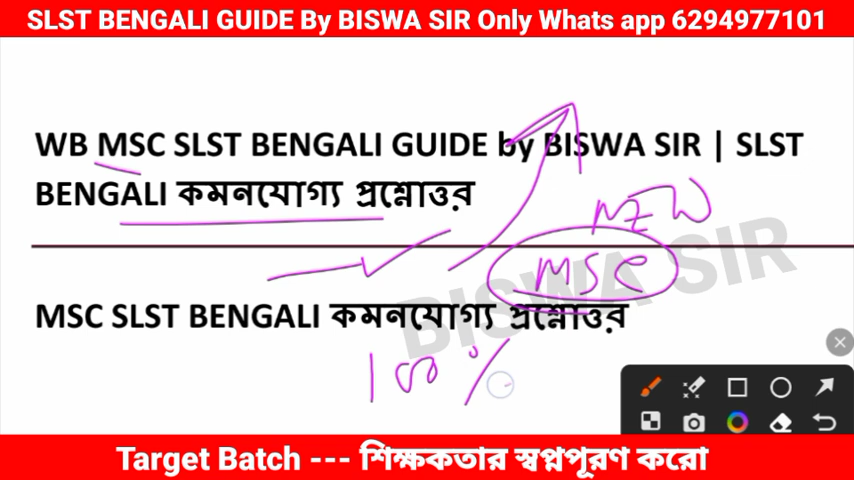 SLST BENGALI GUIDE By BISWA SIR Only Whats app 6294977101
WB MSC SLST BENGALI GUIDE by BISWA SIR | SLST
BENGALI কমনযোগ্য প্রশ্নোত্তর
NEW
MSC
BISWA SIR
MSC SLST BENGALI কমনযোগ্য প্রশ্নোত্তর
100%
Target Batch --- শিক্ষকতার স্বপ্নপূরণ করো